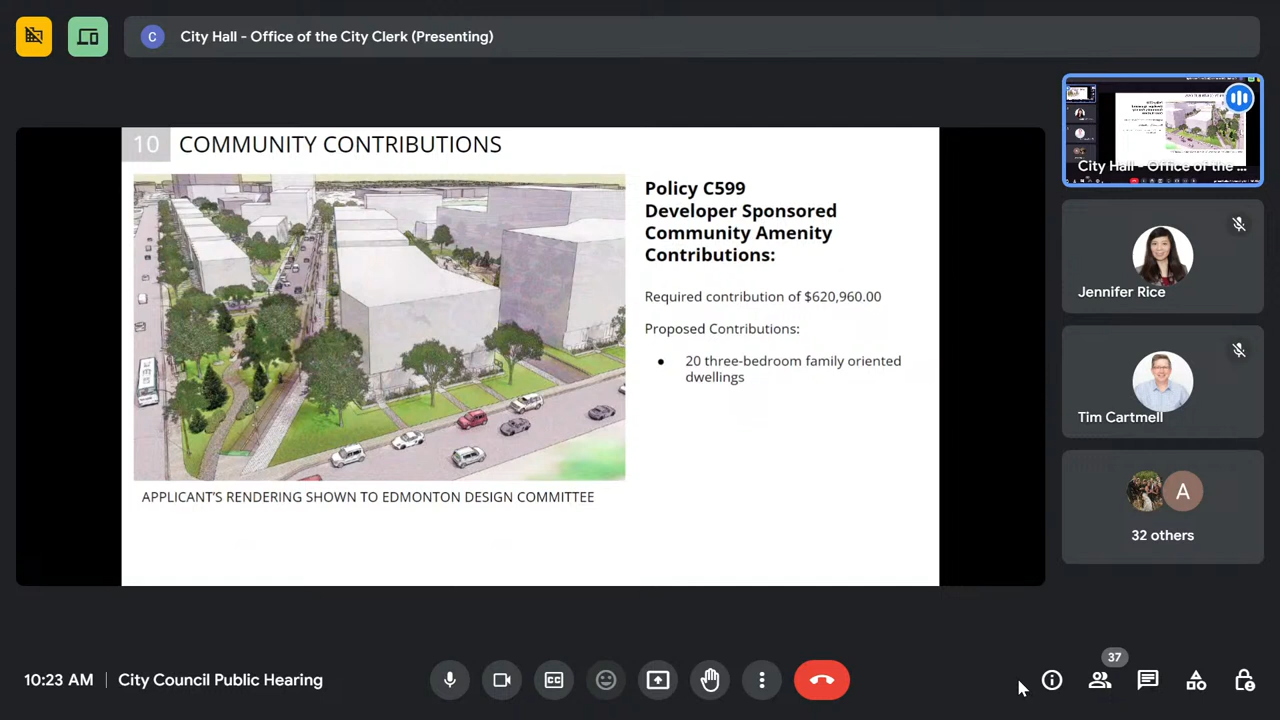 C
City Hall - Office of the City Clerk (Presenting)
10 COMMUNITY CONTRIBUTIONS
Policy C599
Developer Sponsored
Community Amenity
Contributions:
Required contribution of $620,960.00
Proposed Contributions:
● 20 three-bedroom family oriented
dwellings
APPLICANT'S RENDERING SHOWN TO EDMONTON DESIGN COMMITTEE
City Hall - Office of the ...
Jennifer Rice
Tim Cartmell
A
32 others
10:23 AM | City Council Public Hearing
CC
37